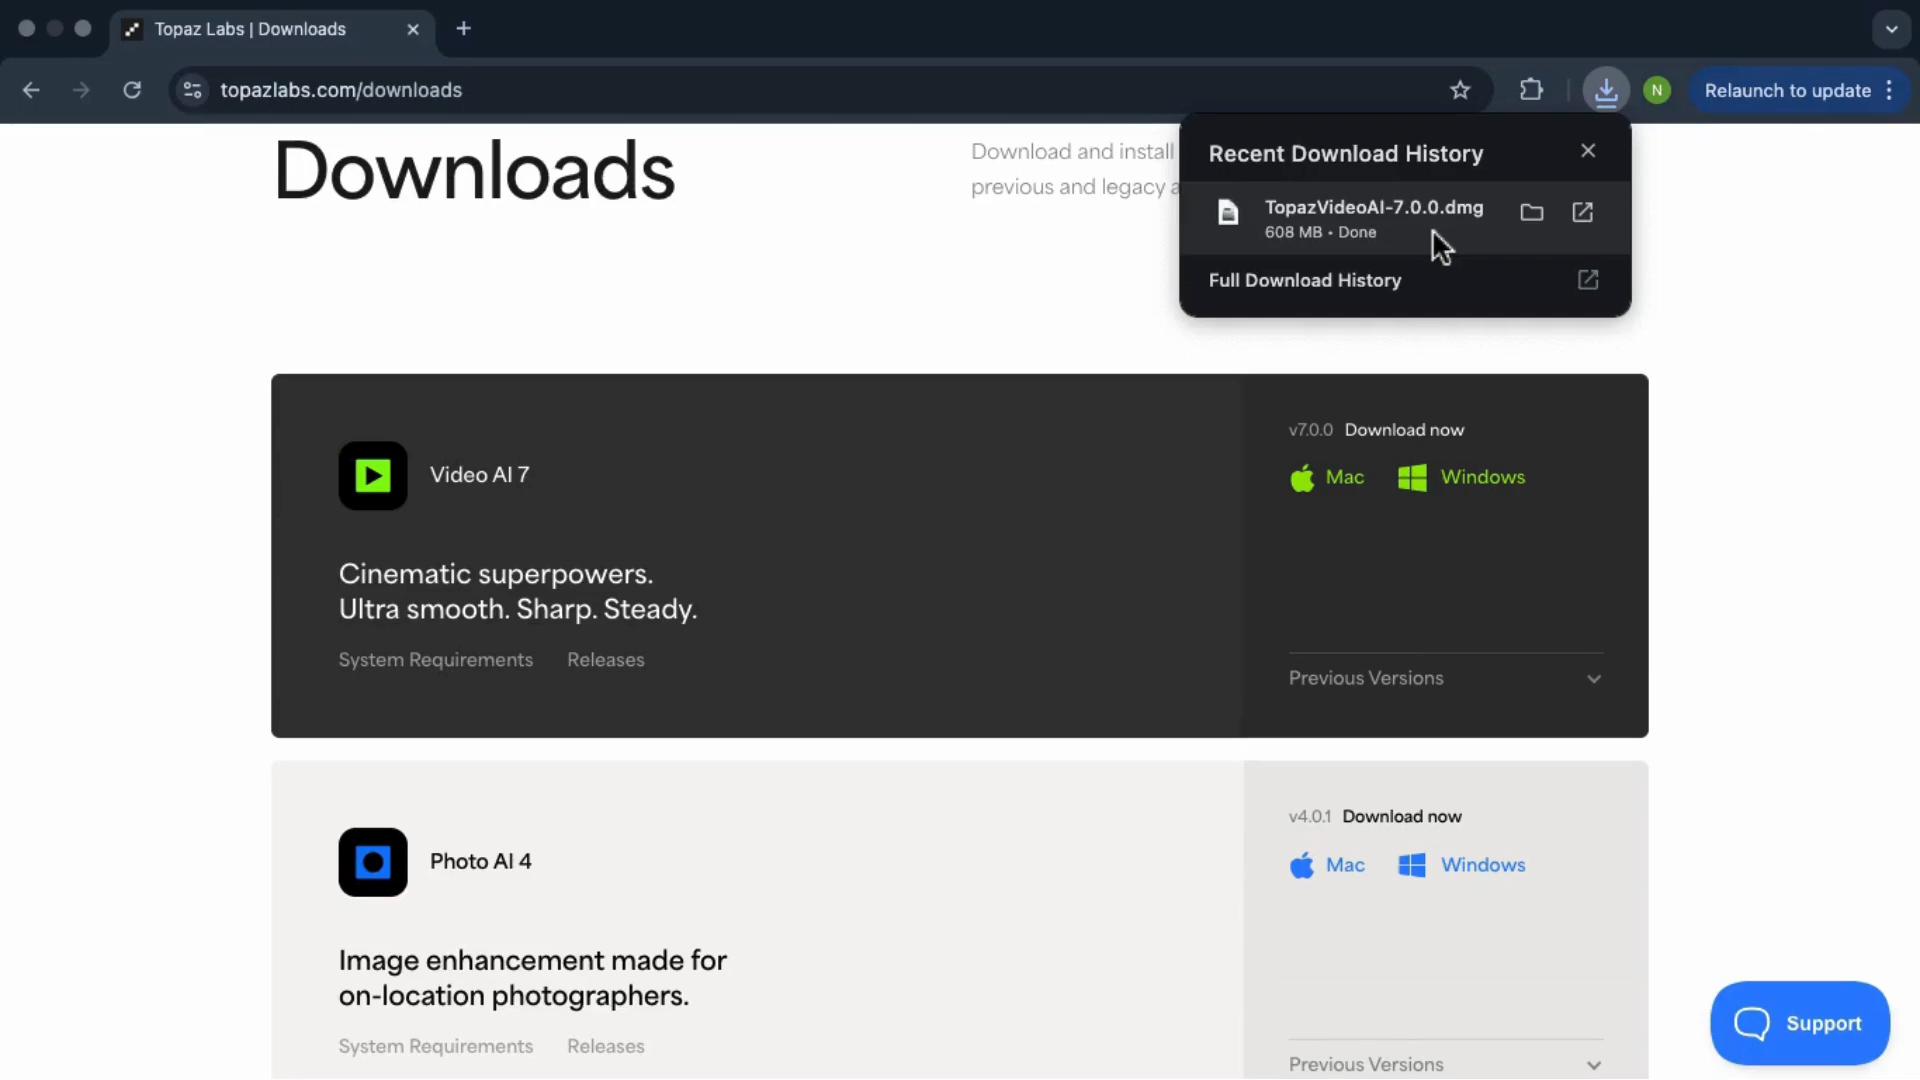 Topaz Labs | Downloads
topazlabs.com/downloads
N
Relaunch to update
Downloads
Download and install
previous and legacy a
Recent Download History
TopazVideoAI-7.0.0.dmg
608 MB • Done
Full Download History
Video AI 7
Cinematic superpowers.
Ultra smooth. Sharp. Steady.
System Requirements Releases
v7.0.0 Download now
Mac Windows
Previous Versions
Photo AI 4
Image enhancement made for
on-location photographers.
System Requirements Releases
v4.0.1 Download now
Mac Windows
Previous Versions
Support